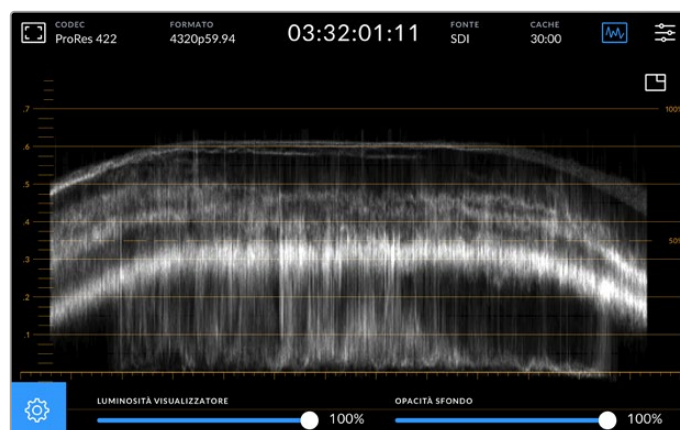 CODEC
ProRes 422
FORMATO
4320p59.94
03:32:01:11
FONTE
SDI
CACHE
30:00
.7
100%
.6
.5
.4
50%
.3
.2
.1
LUMINOSITÀ VISUALIZZATORE
100%
OPACITÀ SFONDO
100%